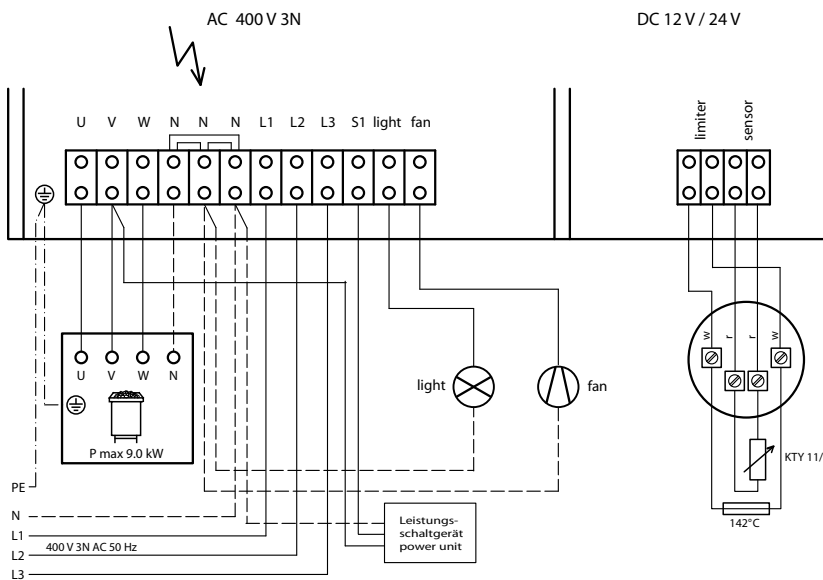 AC 400 V 3N
DC 12 V / 24 V
U V W N N N L1 L2 L3 S1 light fan
limiter
sensor
w r r w
U V W N
light
fan
P max 9.0 kW
KTY 11/
PE
N
L1
400 V 3N AC 50 Hz
L2
L3
Leistungs-
schaltgerät
power unit
142°C